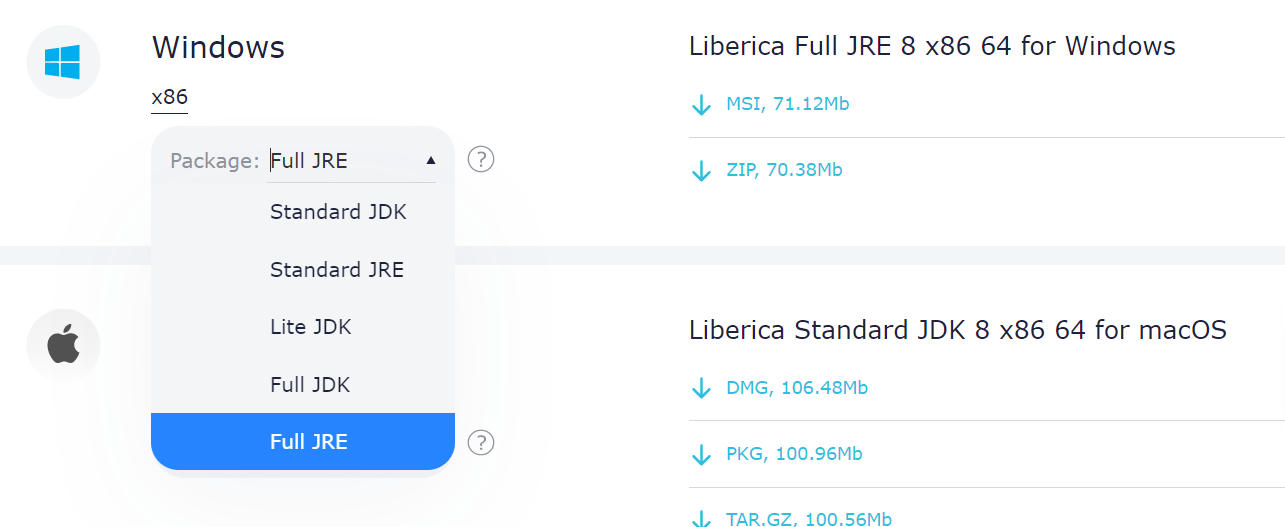 Windows
x86
Package: Full JRE
?
Standard JDK
Standard JRE
Lite JDK
Full JDK
Full JRE
?
Liberica Full JRE 8 x86 64 for Windows
MSI, 71.12Mb
ZIP, 70.38Mb
Liberica Standard JDK 8 x86 64 for macOS
DMG, 106.48Mb
PKG, 100.96Mb
TAR.GZ, 100.56Mb